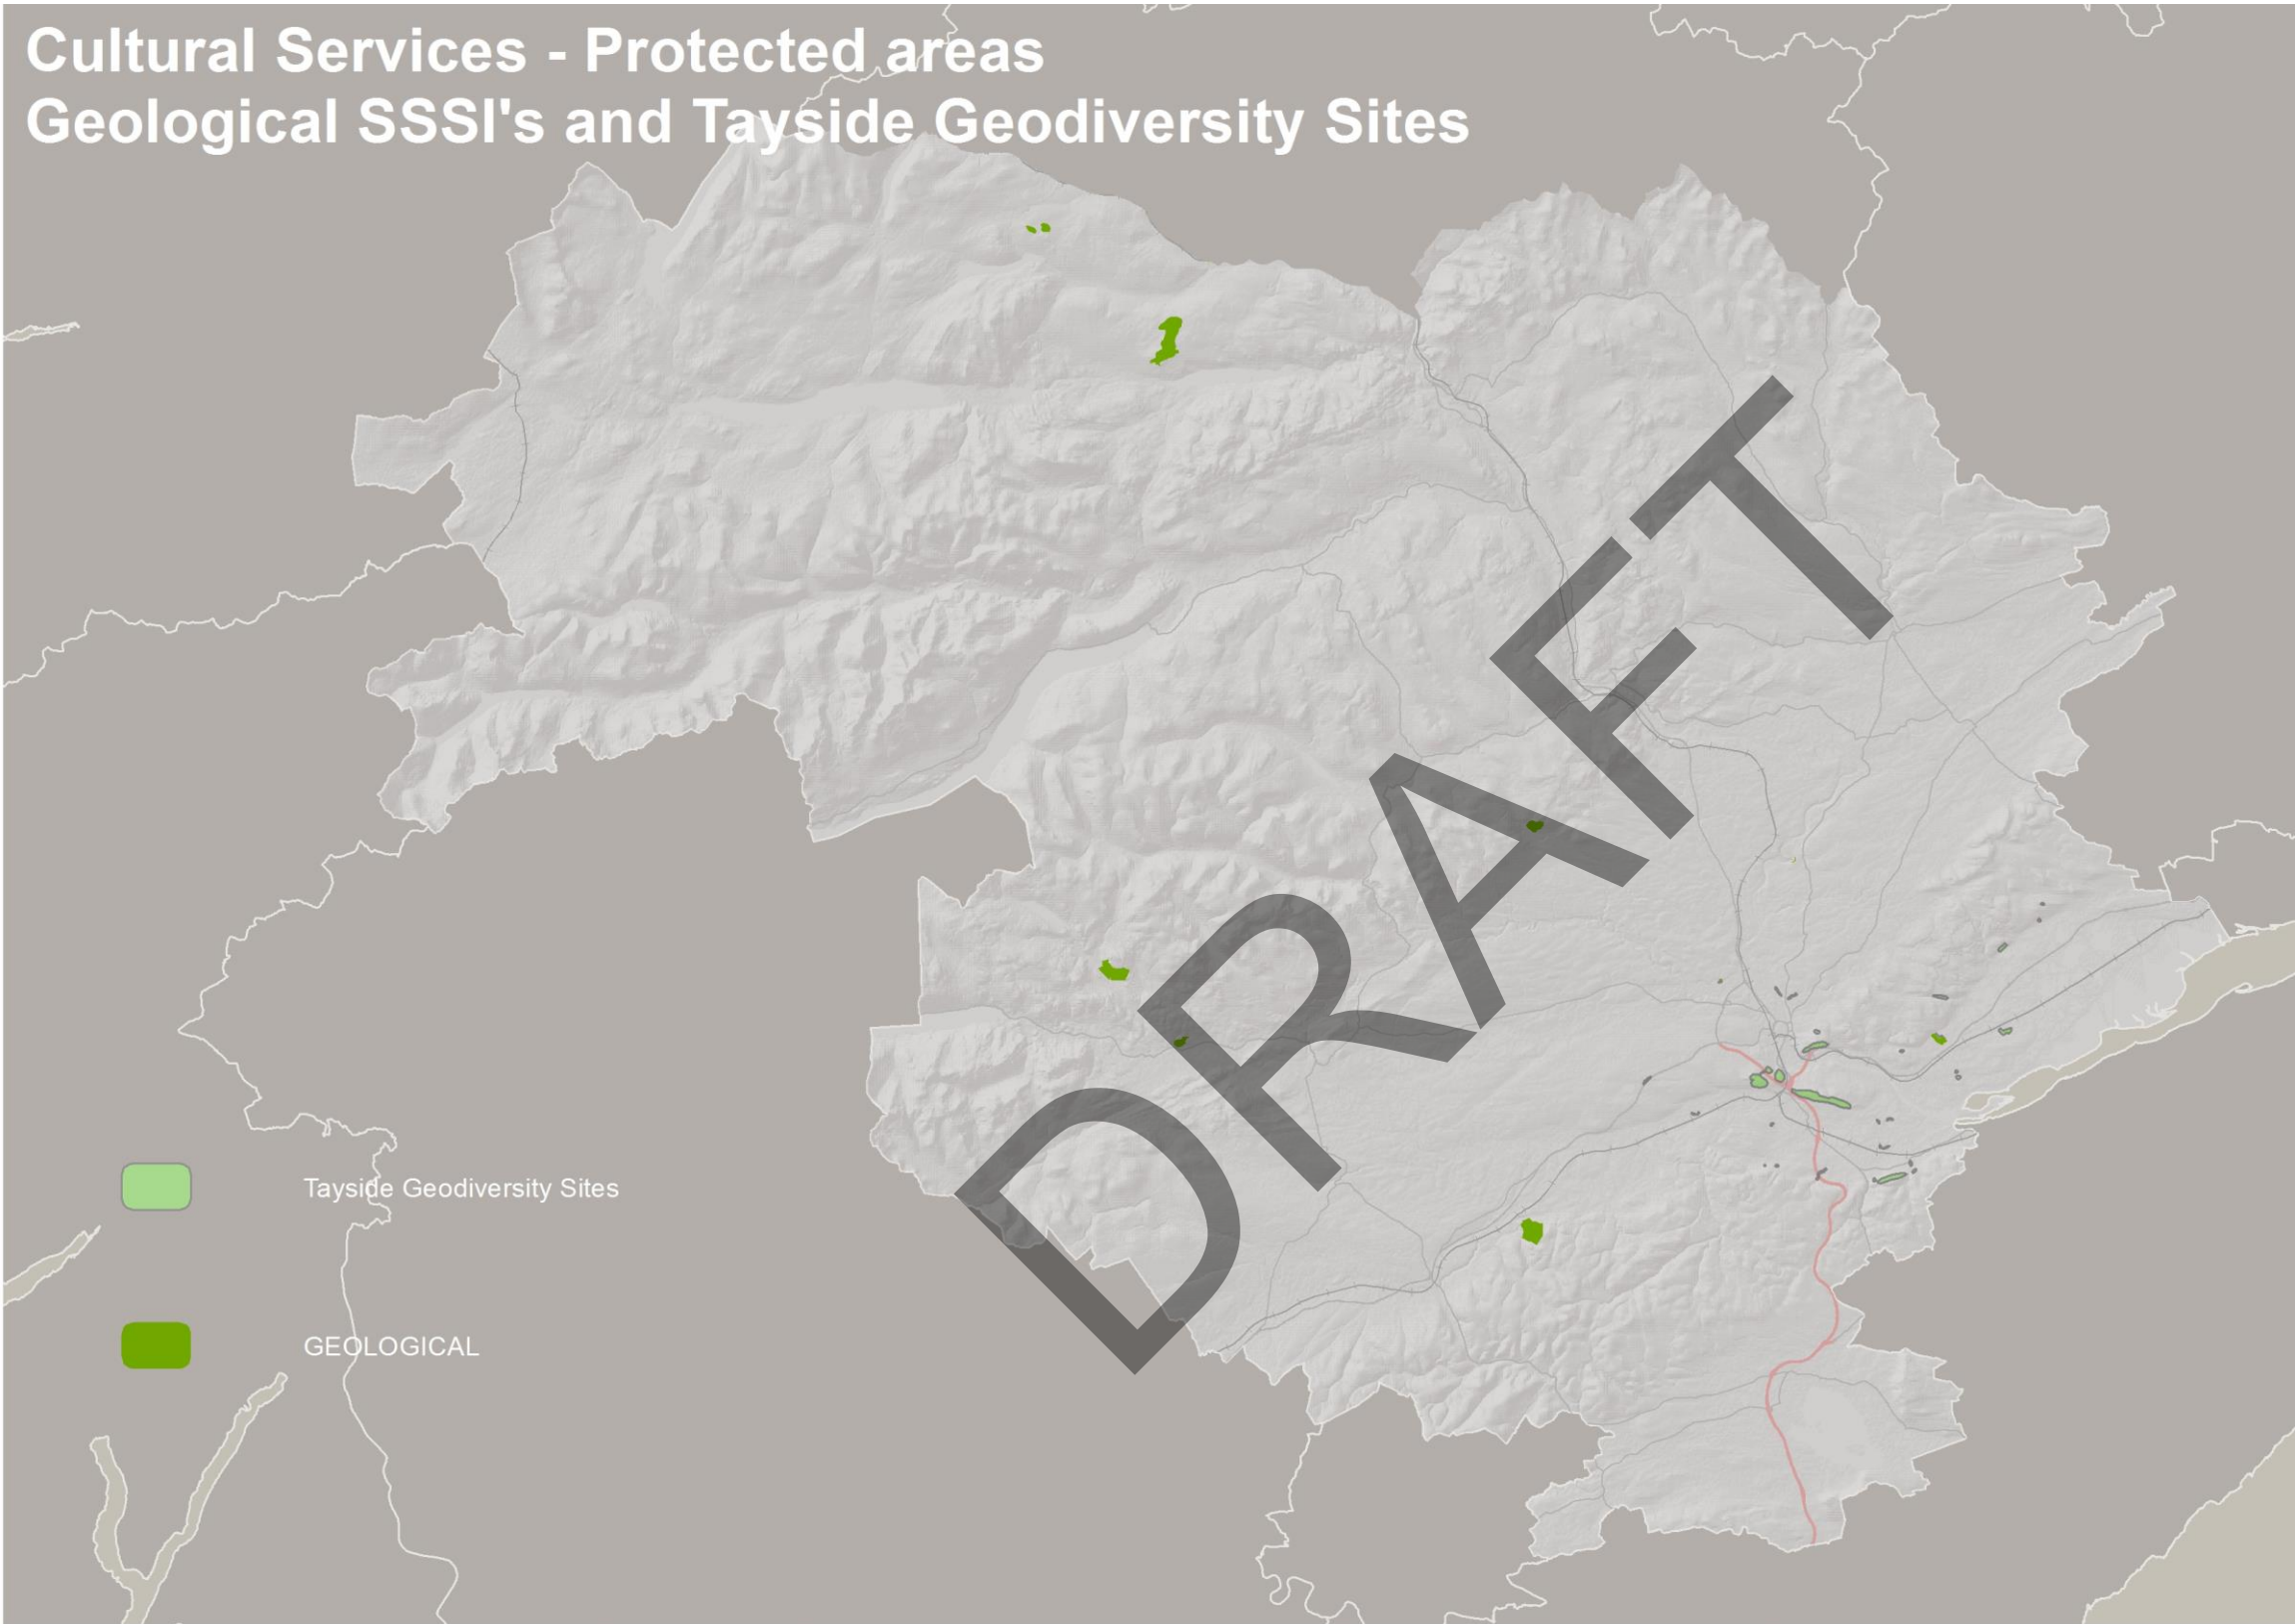 Cultural Services - Protected areas
Geological SSSI's and Tayside Geodiversity Sites
DRAFT
Tayside Geodiversity Sites
GEOLOGICAL